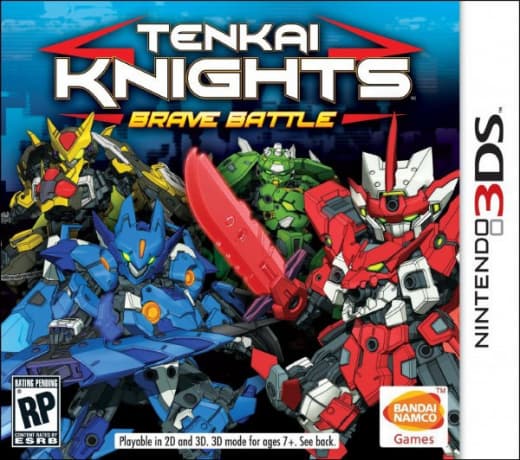 TENKAI
KNIGHTS
BRAVE BATTLE
NINTENDO 3DS
TM
RATING PENDING
RP
CONTENT RATED BY
ESRB
Playable in 2D and 3D. 3D mode for ages 7+. See back.
BANDAI
NAMCO
Games